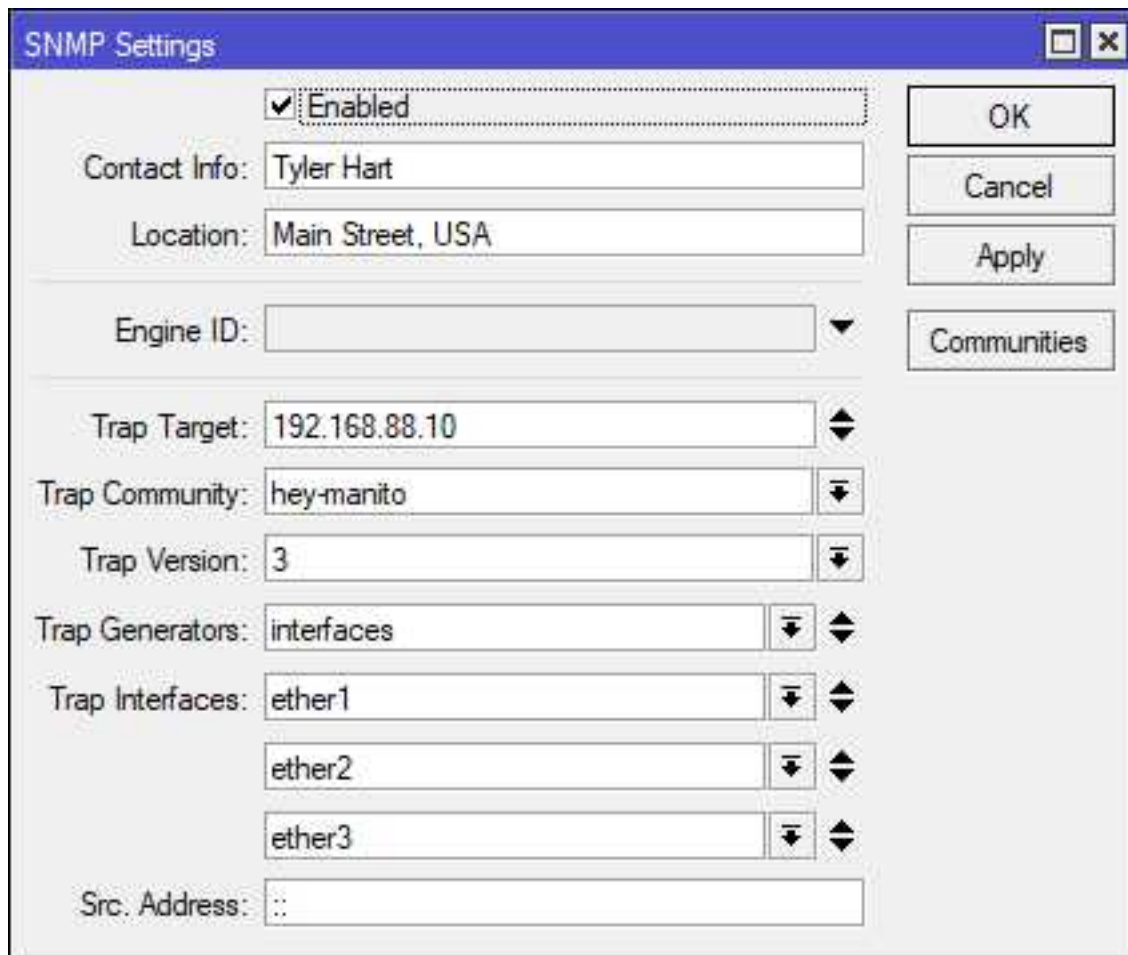 SNMP Settings
Enabled
OK
Contact Info: Tyler Hart
Cancel
Location: Main Street, USA
Apply
Engine ID:
Communities
Trap Target: 192.168.88.10
Trap Community: hey-manito
Trap Version: 3
Trap Generators: interfaces
Trap Interfaces: ether1
ether2
ether3
Src. Address: ::